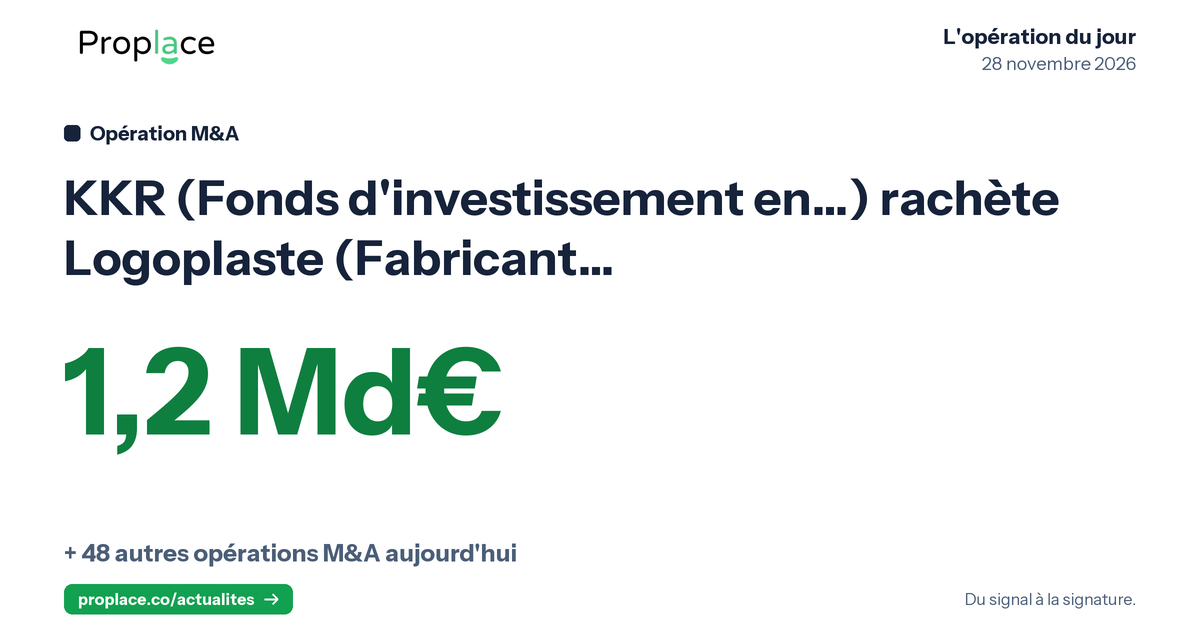 Proplace
L'opération du jour
28 novembre 2026
Opération M&A
KKR (Fonds d'investissement en...) rachète
Logoplaste (Fabricant...
1,2 Md€
+ 48 autres opérations M&A aujourd'hui
proplace.co/actualites →
Du signal à la signature.